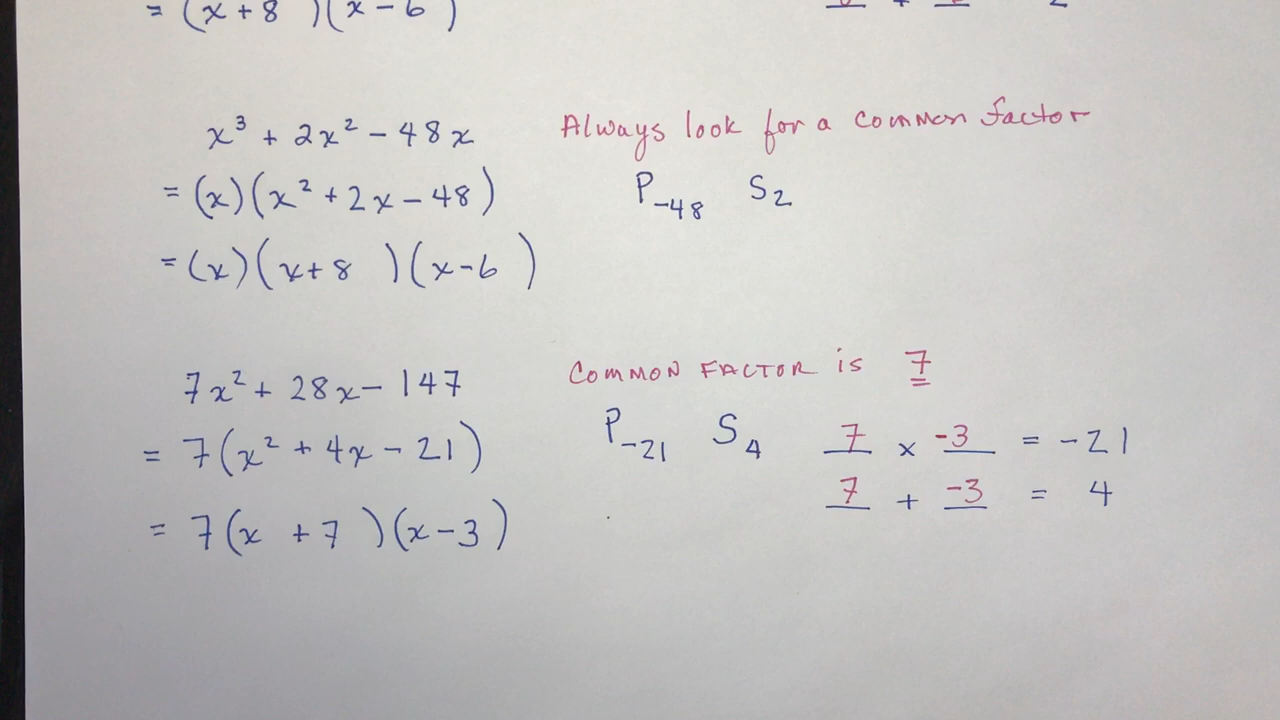 = (x + 8 )(x - 6 )
+ 2
x³ + 2x² - 48x Always look for a common factor
= (x)(x² + 2x - 48) P₋₄₈ S₂
= (x)(x + 8 )(x - 6 )
7x² + 28x - 147 COMMON FACTOR is 7
= 7(x² + 4x - 21) P₋₂₁ S₄ 7 x -3 = -21
7 + -3 = 4
= 7(x + 7 )(x - 3)